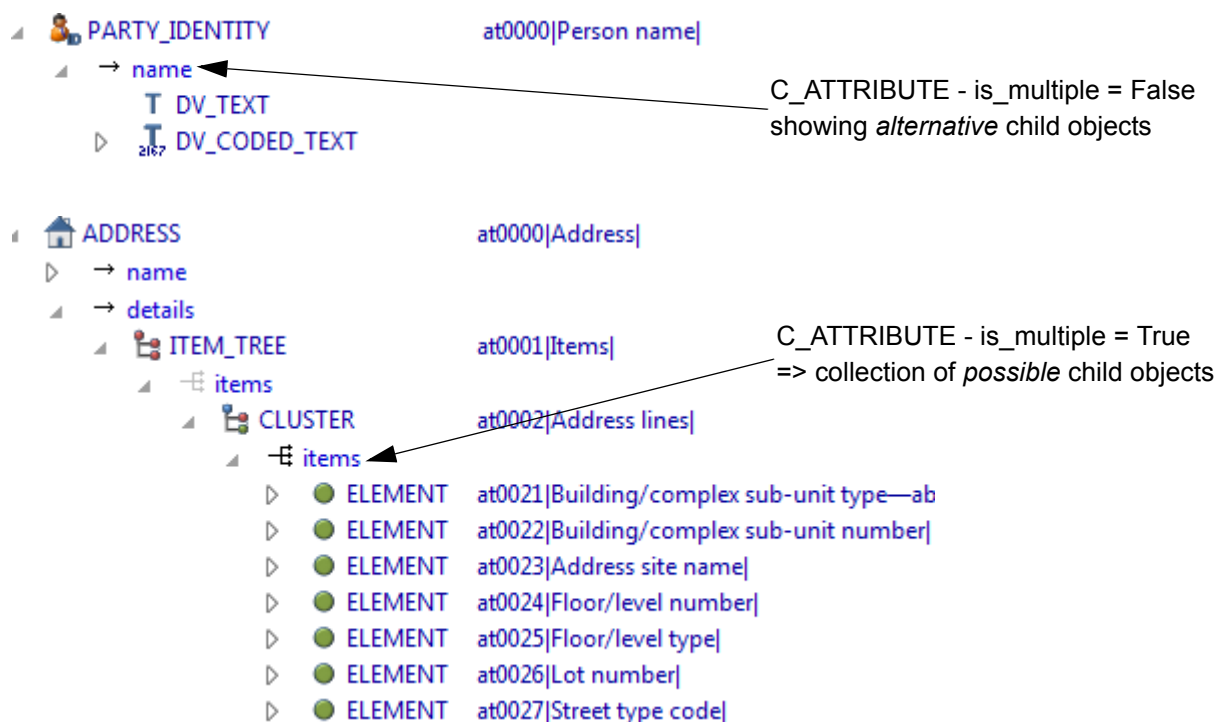 PARTY_IDENTITY at0000|Person name|
→ name
C_ATTRIBUTE - is_multiple = False
showing alternative child objects
T DV_TEXT
T 2167 DV_CODED_TEXT
ADDRESS at0000|Address|
→ name
→ details
C_ATTRIBUTE - is_multiple = True
=> collection of possible child objects
ITEM_TREE at0001|Items|
items
CLUSTER at0002|Address lines|
items
ELEMENT at0021|Building/complex sub-unit type—ab
ELEMENT at0022|Building/complex sub-unit number|
ELEMENT at0023|Address site name|
ELEMENT at0024|Floor/level number|
ELEMENT at0025|Floor/level type|
ELEMENT at0026|Lot number|
ELEMENT at0027|Street type code|